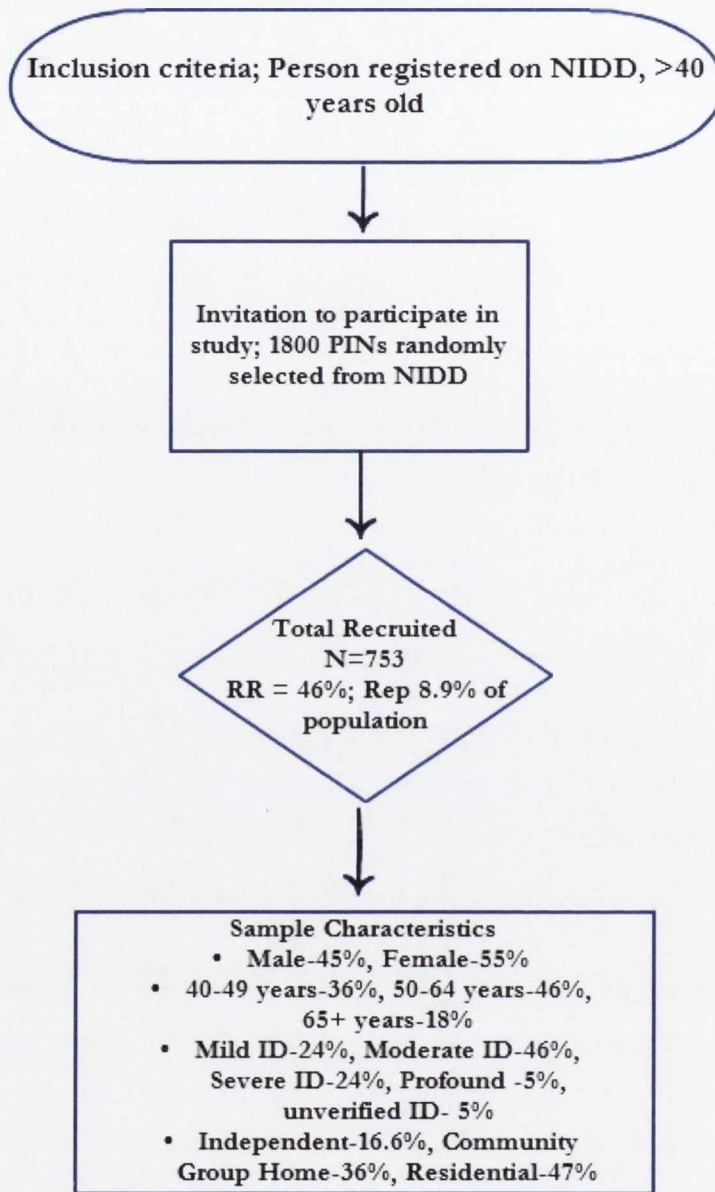 Inclusion criteria; Person registered on NIDD, >40
years old
Invitation to participate in
study; 1800 PINs randomly
selected from NIDD
Total Recruited
N=753
RR = 46%; Rep 8.9% of
population
Sample Characteristics
• Male-45%, Female-55%
• 40-49 years-36%, 50-64 years-46%,
65+ years-18%
• Mild ID-24%, Moderate ID-46%,
Severe ID-24%, Profound -5%,
unverified ID- 5%
• Independent-16.6%, Community
Group Home-36%, Residential-47%